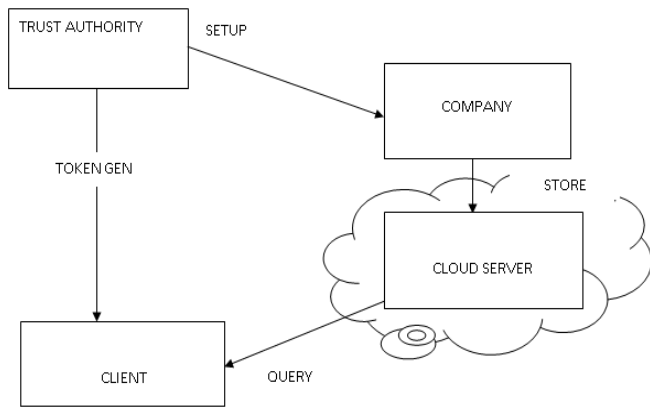 TRUST AUTHORITY
SETUP
COMPANY
TOKEN GEN
STORE
CLOUD SERVER
CLIENT
QUERY